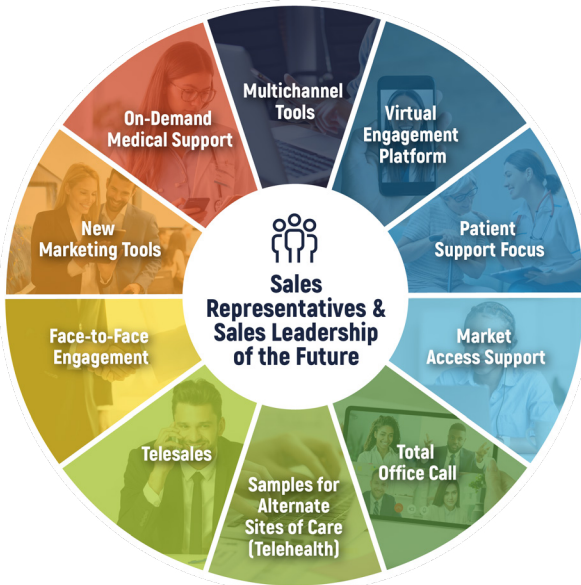 Multichannel
Tools
Virtual
Engagement
Platform
Patient
Support Focus
Market
Access Support
Total
Office Call
Samples for
Alternate
Sites of Care
(Telehealth)
Telesales
Face-to-Face
Engagement
New
Marketing Tools
On-Demand
Medical Support
Sales
Representatives &
Sales Leadership
of the Future